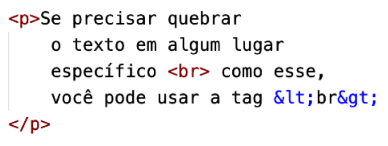 <p>Se precisar quebrar
o texto em algum lugar
específico <br> como esse,
você pode usar a tag &lt;br&gt;
</p>